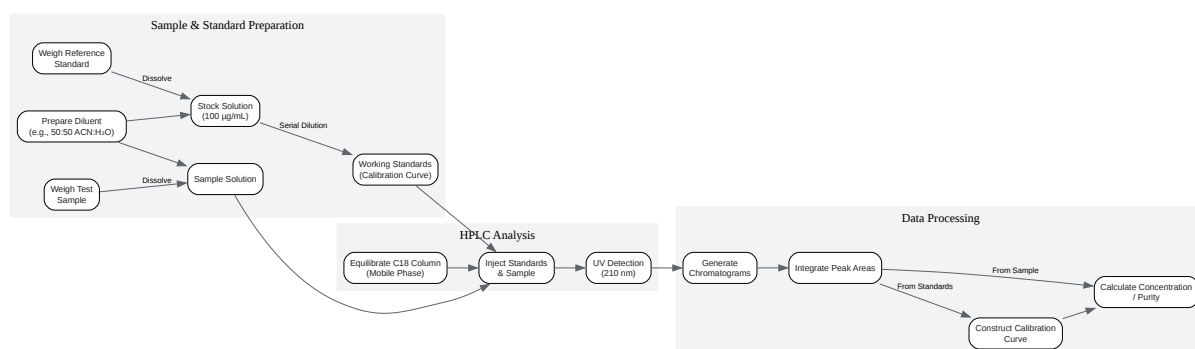 Sample & Standard Preparation
Weigh Reference
Standard
Dissolve
Prepare Diluent
(e.g., 50:50 ACN:H₂O)
Stock Solution
(100 µg/mL)
Serial Dilution
Weigh Test
Sample
Dissolve
Sample Solution
Working Standards
(Calibration Curve)
HPLC Analysis
Equilibrate C18 Column
(Mobile Phase)
Inject Standards
& Sample
UV Detection
(210 nm)
Data Processing
Generate
Chromatograms
Integrate Peak Areas
From Sample
From Standards
Construct Calibration
Curve
Calculate Concentration
/ Purity